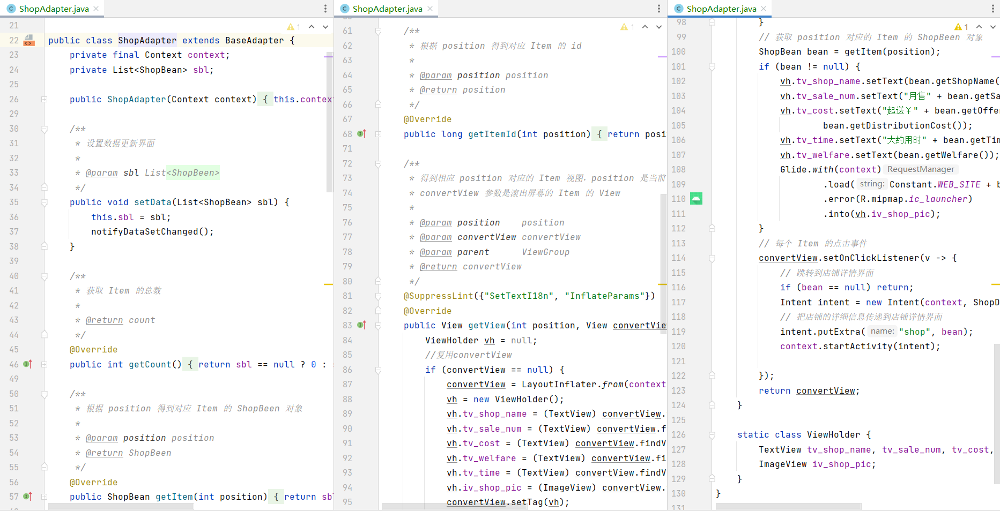 ShopAdapter.java
1
21
22 public class ShopAdapter extends BaseAdapter {
23 private final Context context;
24 private List<ShopBean> sbl;
25
26 public ShopAdapter(Context context) { this.contex
29
30 /**
31 * 设置数据更新界面
32 *
33 * @param sbl List<ShopBeen>
34 */
35 public void setData(List<ShopBean> sbl) {
36 this.sbl = sbl;
37 notifyDataSetChanged();
38 }
39
40 /**
41 * 获取 Item 的总数
42 *
43 * @return count
44 */
45 @Override
46 public int getCount() { return sbl == null ? 0 :
49
50 /**
51 * 根据 position 得到对应 Item 的 ShopBeen 对象
52 *
53 * @param position position
54 * @return ShopBeen
55 */
56 @Override
57 public ShopBean getItem(int position) { return sbl
ShopAdapter.java
1
61 /**
62 * 根据 position 得到对应 Item 的 id
63 *
64 * @param position position
65 * @return position
66 */
67 @Override
68 public long getItemId(int position) { return posi
71
72 /**
73 * 得到相应 position 对应的 Item 视图，position 是当前
74 * convertView 参数是滚出屏幕的 Item 的 View
75 *
76 * @param position position
77 * @param convertView convertView
78 * @param parent ViewGroup
79 * @return convertView
80 */
81 @SuppressLint({"SetTextI18n", "InflateParams"})
82 @Override
83 public View getView(int position, View convertVie
84 ViewHolder vh = null;
85 //复用convertView
86 if (convertView == null) {
87 convertView = LayoutInflater.from(context
88 vh = new ViewHolder();
89 vh.tv_shop_name = (TextView) convertView.
90 vh.tv_sale_num = (TextView) convertView.f
91 vh.tv_cost = (TextView) convertView.findV
92 vh.tv_welfare = (TextView) convertView.fi
93 vh.tv_time = (TextView) convertView.findV
94 vh.iv_shop_pic = (ImageView) convertView.
95 convertView.setTag(vh);
ShopAdapter.java
1
98 }
99 // 获取 position 对应的 Item 的 ShopBeen 对象
100 ShopBean bean = getItem(position);
101 if (bean != null) {
102 vh.tv_shop_name.setText(bean.getShopName(
103 vh.tv_sale_num.setText("月售" + bean.getSa
104 vh.tv_cost.setText("起送￥" + bean.getOffer
105 bean.getDistributionCost());
106 vh.tv_time.setText("大约用时" + bean.getTim
107 vh.tv_welfare.setText(bean.getWelfare());
108 Glide.with(context) RequestManager
109 .load( string: Constant.WEB_SITE + b
110 .error(R.mipmap.ic_launcher)
111 .into(vh.iv_shop_pic);
112 }
113 // 每个 Item 的点击事件
114 convertView.setOnClickListener(v -> {
115 // 跳转到店铺详情界面
116 if (bean == null) return;
117 Intent intent = new Intent(context, ShopD
118 // 把店铺的详细信息传递到店铺详情界面
119 intent.putExtra( name: "shop", bean);
120 context.startActivity(intent);
121
122 });
123 return convertView;
124 }
125
126 static class ViewHolder {
127 TextView tv_shop_name, tv_sale_num, tv_cost,
128 ImageView iv_shop_pic;
129 }
130 }
131